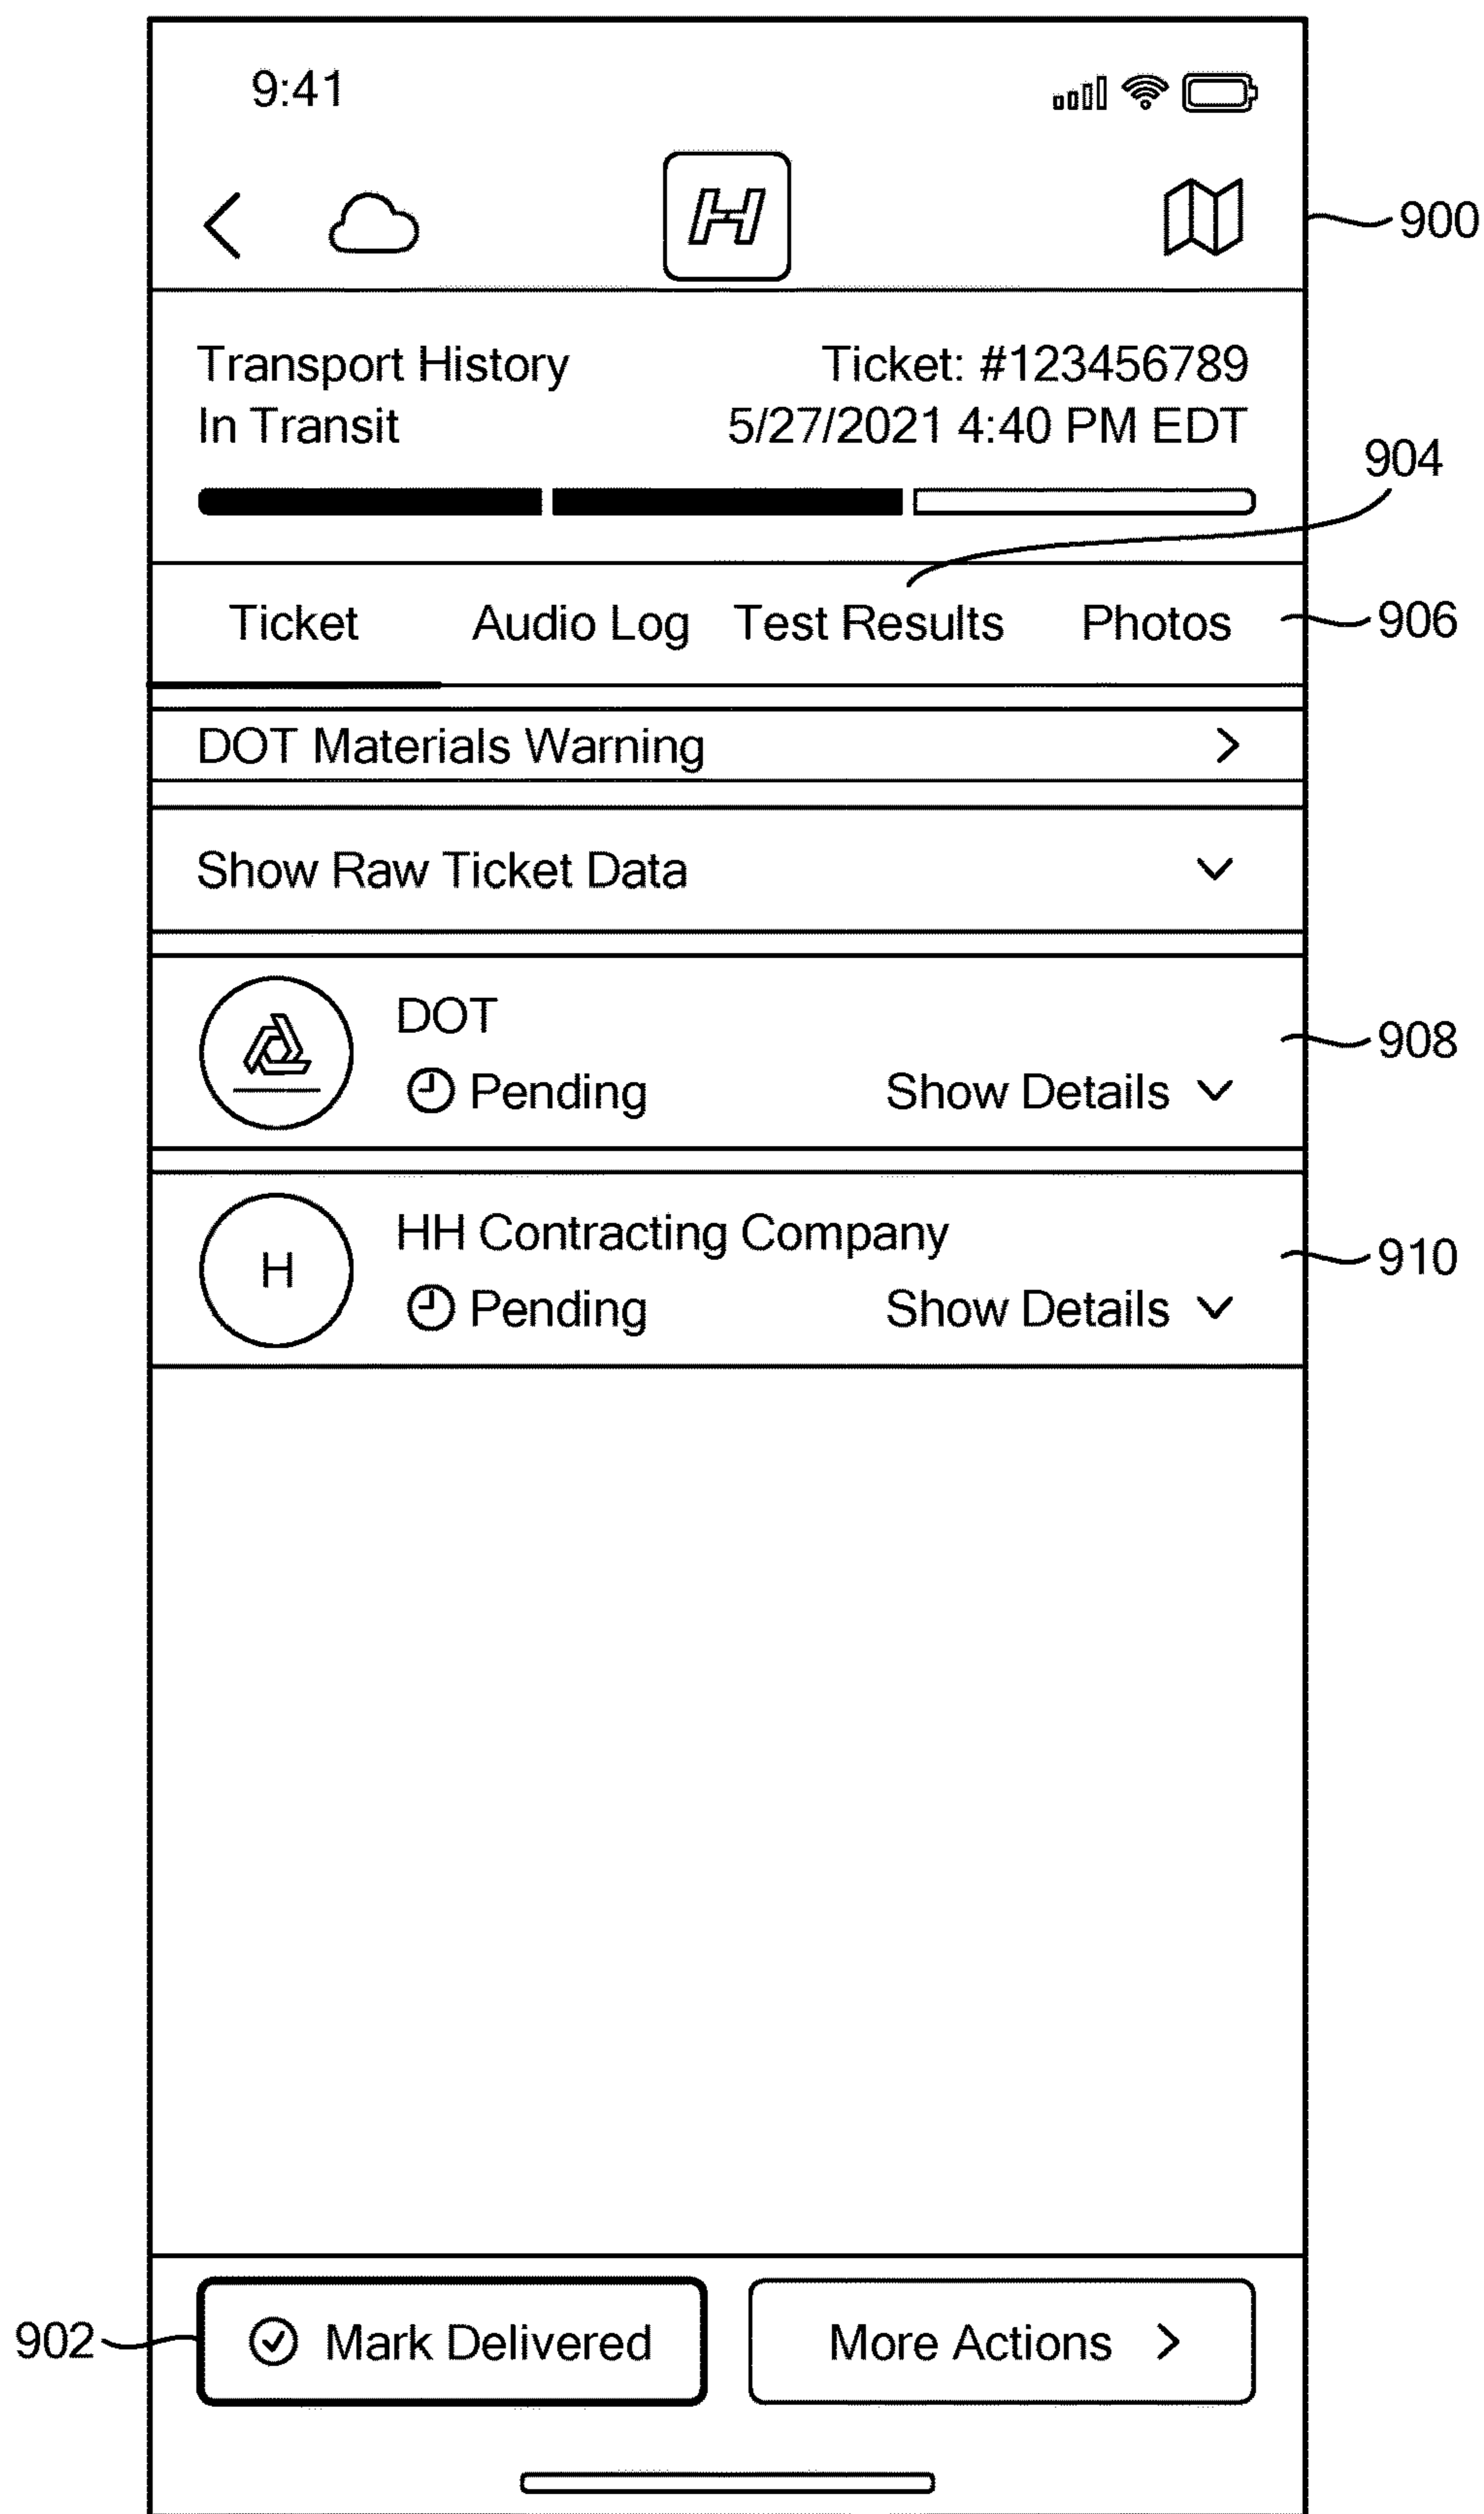 9:41
H
900
Transport History
Ticket: #123456789
In Transit
5/27/2021 4:40 PM EDT
904
Ticket Audio Log Test Results Photos
906
DOT Materials Warning
Show Raw Ticket Data
DOT
908
Pending Show Details
HH Contracting Company
H
910
Pending Show Details
902
Mark Delivered
More Actions